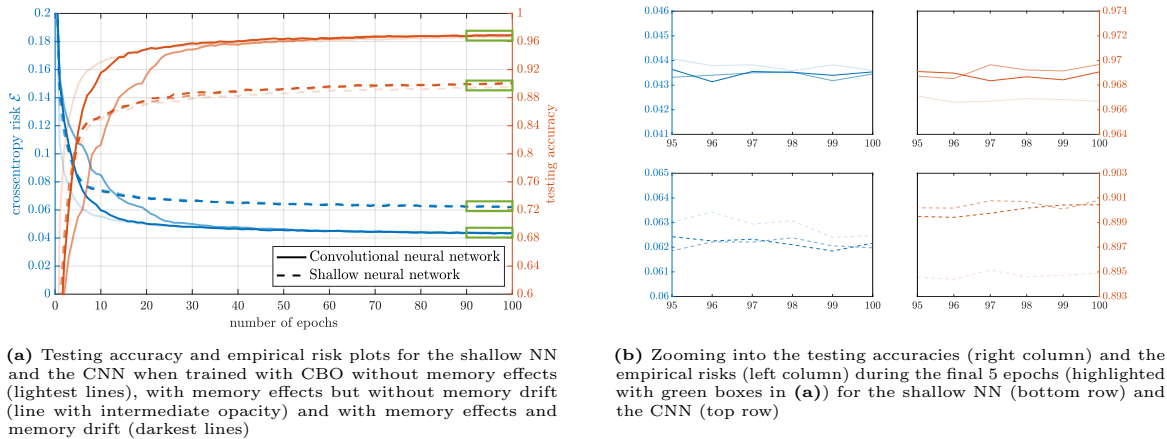 0.2
0.18
0.16
0.14
0.12
0.1
0.08
0.06
0.04
0.02
0
crossentropy risk ℰ
1
0.96
0.92
0.88
0.84
0.8
0.76
0.72
0.68
0.64
0.6
testing accuracy
Convolutional neural network
Shallow neural network
0 10 20 30 40 50 60 70 80 90 100
number of epochs
0.046
0.045
0.044
0.043
0.042
0.041
95 96 97 98 99 100
0.974
0.972
0.970
0.968
0.966
0.964
95 96 97 98 99 100
0.065
0.063
0.062
0.061
0.06
95 96 97 98 99 100
0.903
0.901
0.899
0.895
0.893
95 96 97 98 99 100
(a) Testing accuracy and empirical risk plots for the shallow NN
and the CNN when trained with CBO without memory effects
(lightest lines), with memory effects but without memory drift
(line with intermediate opacity) and with memory effects and
memory drift (darkest lines)
(b) Zooming into the testing accuracies (right column) and the
empirical risks (left column) during the final 5 epochs (highlighted
with green boxes in (a)) for the shallow NN (bottom row) and
the CNN (top row)